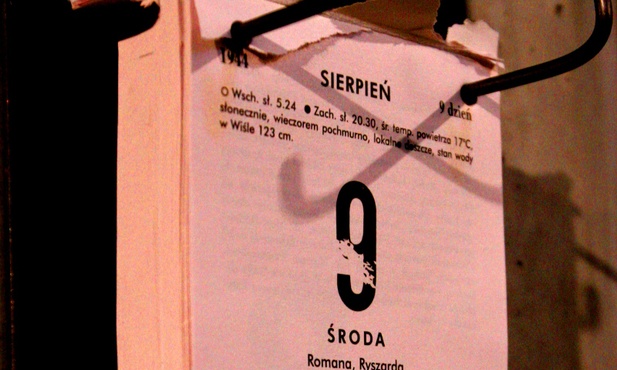 1944
SIERPIEŃ
9 dzień
O Wsch. sł. 5.24 ● Zach. sł. 20.30, śr. temp. powietrza 17°C,
słonecznie, wieczorem pochmurno, lokalne deszcze, stan wody
w Wiśle 123 cm.
9
ŚRODA
Romana, Ryszarda